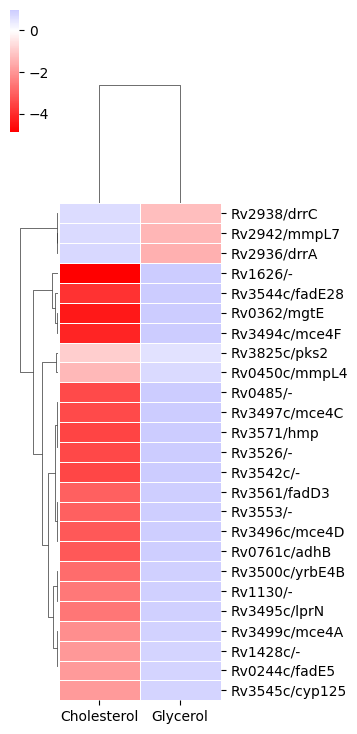 0
−2
−4
Rv2938/drrC
Rv2942/mmpL7
Rv2936/drrA
Rv1626/-
Rv3544c/fadE28
Rv0362/mgtE
Rv3494c/mce4F
Rv3825c/pks2
Rv0450c/mmpL4
Rv0485/-
Rv3497c/mce4C
Rv3571/hmp
Rv3526/-
Rv3542c/-
Rv3561/fadD3
Rv3553/-
Rv3496c/mce4D
Rv0761c/adhB
Rv3500c/yrbE4B
Rv1130/-
Rv3495c/lprN
Rv3499c/mce4A
Rv1428c/-
Rv0244c/fadE5
Rv3545c/cyp125
Cholesterol Glycerol